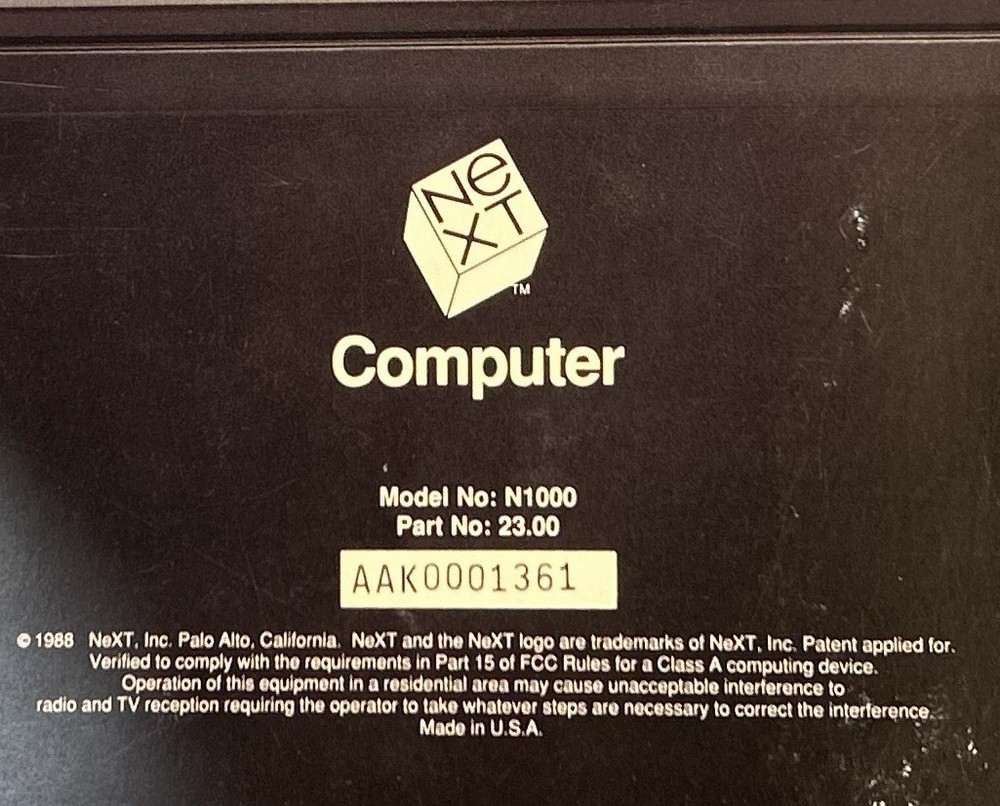 Ne
XT
TM
Computer
Model No: N1000
Part No: 23.00
AAK0001361
© 1988 NeXT, Inc. Palo Alto, California. NeXT and the NeXT logo are trademarks of NeXT, Inc. Patent applied for.
Verified to comply with the requirements in Part 15 of FCC Rules for a Class A computing device.
Operation of this equipment in a residential area may cause unacceptable interference to
radio and TV reception requiring the operator to take whatever steps are necessary to correct the interference.
Made in U.S.A.